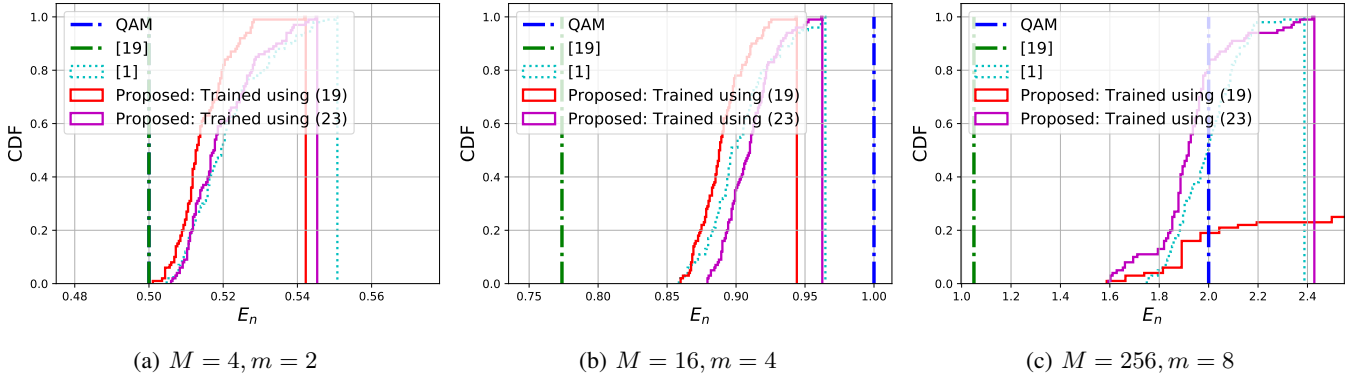 CDF
1.0
0.8
0.6
0.4
0.2
0.0
QAM
[19]
[1]
Proposed: Trained using (19)
Proposed: Trained using (23)
0.48 0.50 0.52 0.54 0.56
E_n
(a) M = 4, m = 2
CDF
1.0
0.8
0.6
0.4
0.2
0.0
QAM
[19]
[1]
Proposed: Trained using (19)
Proposed: Trained using (23)
0.75 0.80 0.85 0.90 0.95 1.00
E_n
(b) M = 16, m = 4
CDF
1.0
0.8
0.6
0.4
0.2
0.0
QAM
[19]
[1]
Proposed: Trained using (19)
Proposed: Trained using (23)
1.0 1.2 1.4 1.6 1.8 2.0 2.2 2.4
E_n
(c) M = 256, m = 8